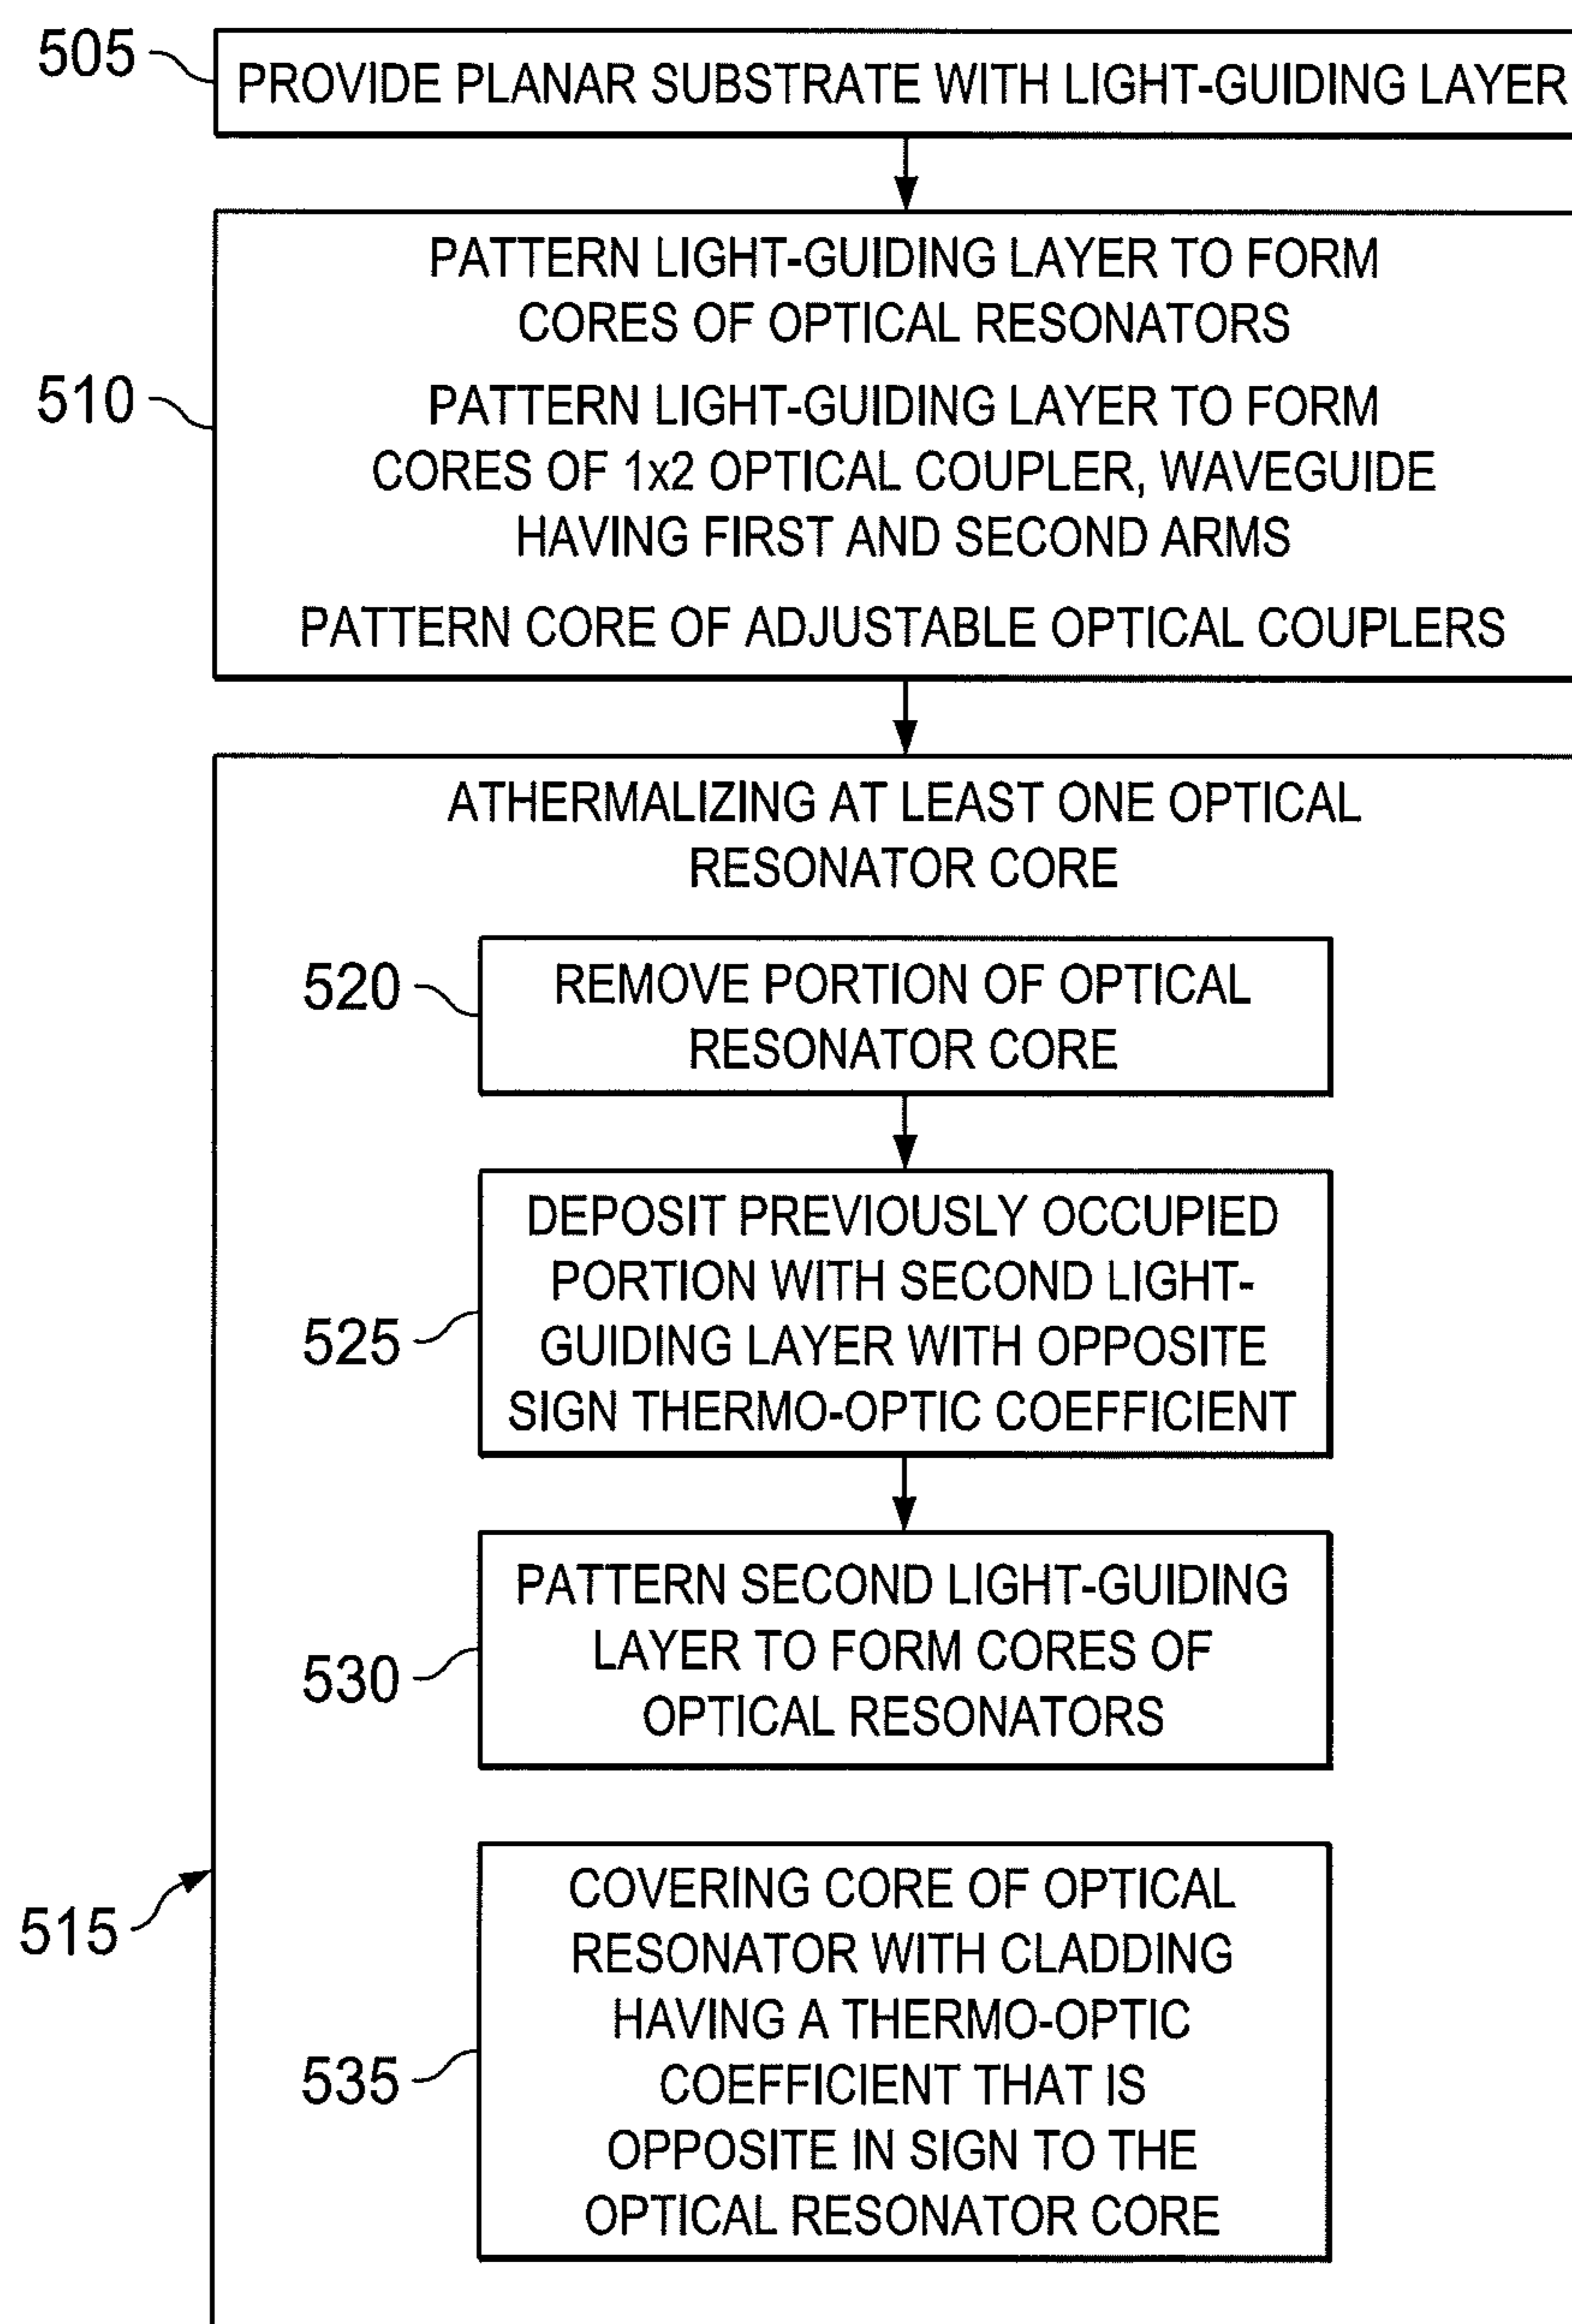 505
PROVIDE PLANAR SUBSTRATE WITH LIGHT-GUIDING LAYER
PATTERN LIGHT-GUIDING LAYER TO FORM
CORES OF OPTICAL RESONATORS
510
PATTERN LIGHT-GUIDING LAYER TO FORM
CORES OF 1x2 OPTICAL COUPLER, WAVEGUIDE
HAVING FIRST AND SECOND ARMS
PATTERN CORE OF ADJUSTABLE OPTICAL COUPLERS
ATHERMALIZING AT LEAST ONE OPTICAL
RESONATOR CORE
520
REMOVE PORTION OF OPTICAL
RESONATOR CORE
525
DEPOSIT PREVIOUSLY OCCUPIED
PORTION WITH SECOND LIGHT-
GUIDING LAYER WITH OPPOSITE
SIGN THERMO-OPTIC COEFFICIENT
530
PATTERN SECOND LIGHT-GUIDING
LAYER TO FORM CORES OF
OPTICAL RESONATORS
515
535
COVERING CORE OF OPTICAL
RESONATOR WITH CLADDING
HAVING A THERMO-OPTIC
COEFFICIENT THAT IS
OPPOSITE IN SIGN TO THE
OPTICAL RESONATOR CORE